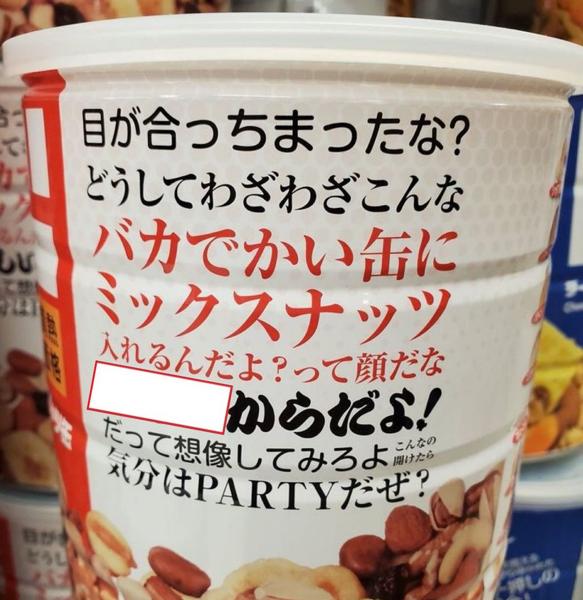 目が合っちまったな?
どうしてわざわざこんな
バカでかい缶に
ミックスナッツ
入れるんだよ?って顔だな
からだよ!
だって想像してみろよ こんなの開けたら
気分はPARTYだぜ?